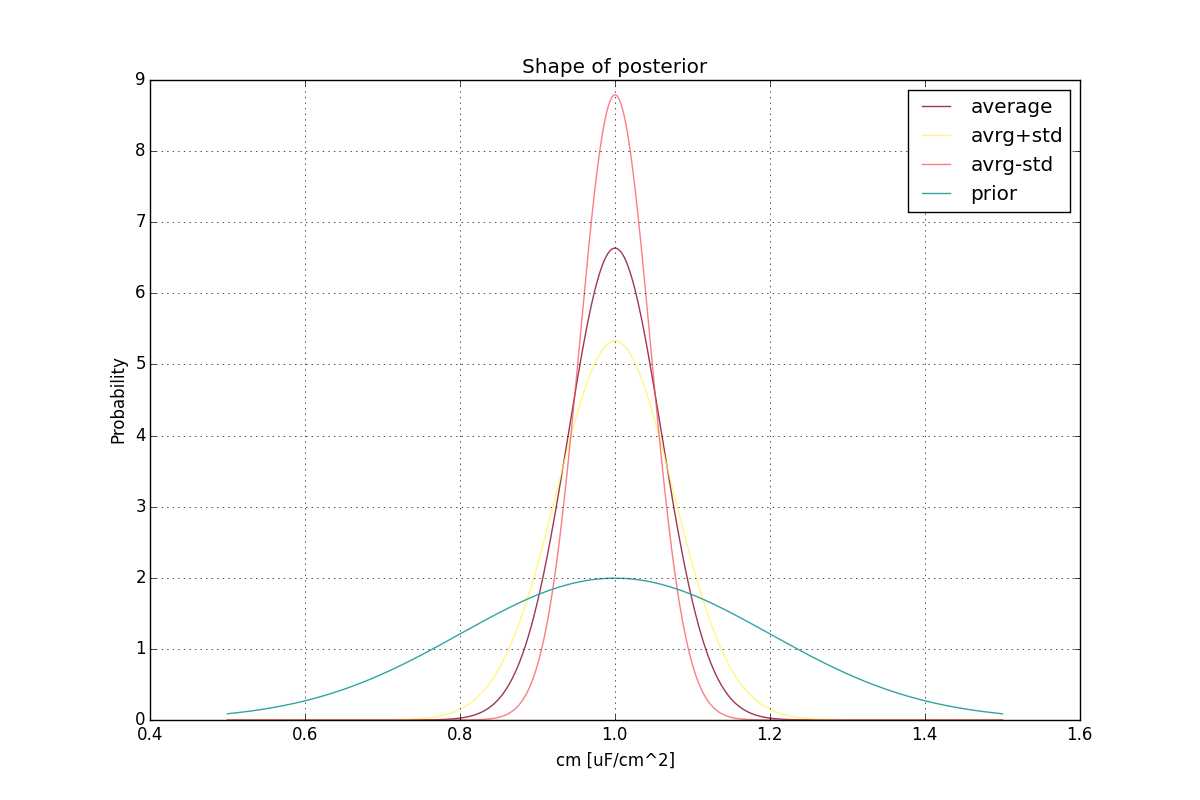 Shape of posterior
9
8
7
6
5
4
3
2
1
0
0.4
0.6
0.8
1.0
1.2
1.4
1.6
Probability
cm [uF/cm^2]
average
avrg+std
avrg-std
prior